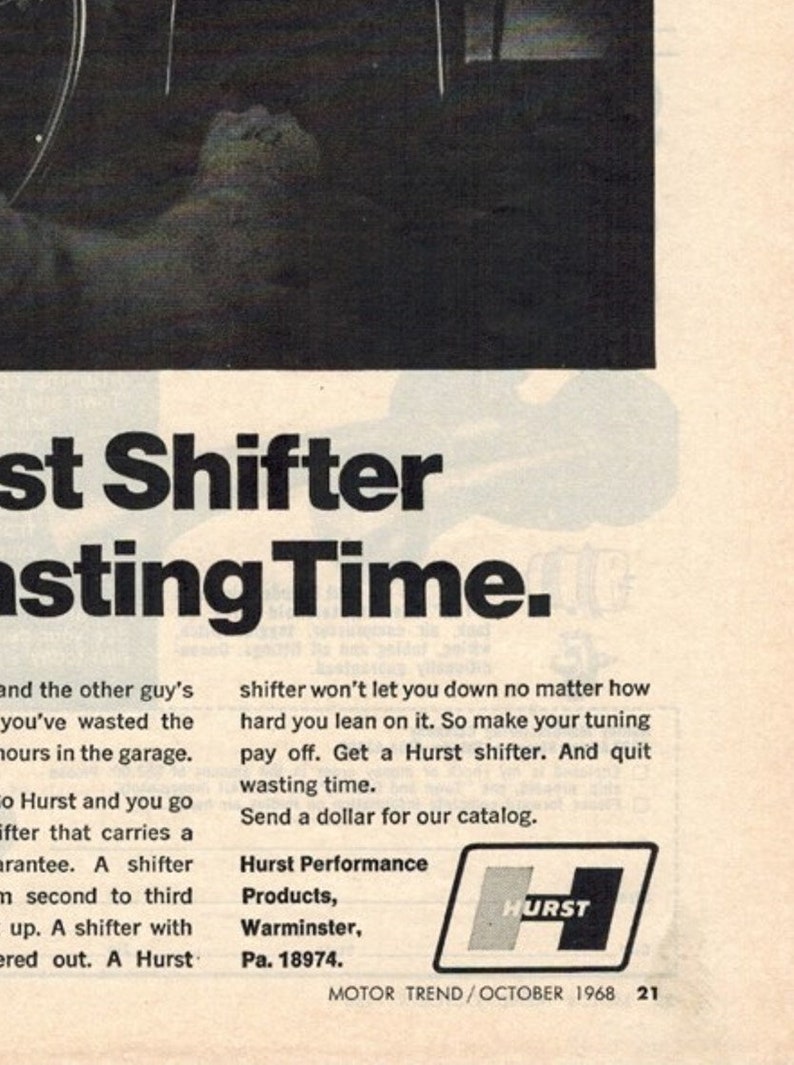 st Shifter
asting Time.
and the other guy's
you've wasted the
hours in the garage.
o Hurst and you go
ifter that carries a
arantee. A shifter
m second to third
up. A shifter with
ered out. A Hurst
shifter won't let you down no matter how
hard you lean on it. So make your tuning
pay off. Get a Hurst shifter. And quit
wasting time.
Send a dollar for our catalog.
Hurst Performance
Products,
Warminster,
Pa. 18974.
HURST
MOTOR TREND/OCTOBER 1968 21